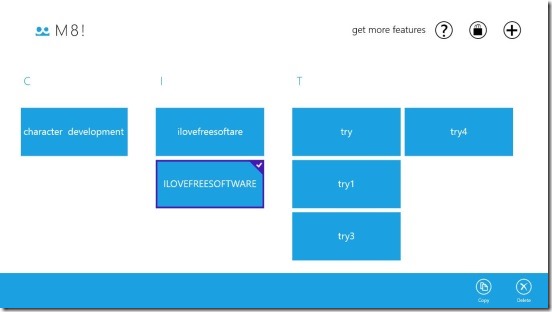 M8!
get more features ?
C
I
T
character development
ilovefreesoftare
try
try4
ILOVEFREESOFTWARE
try1
try3
Copy
Delete